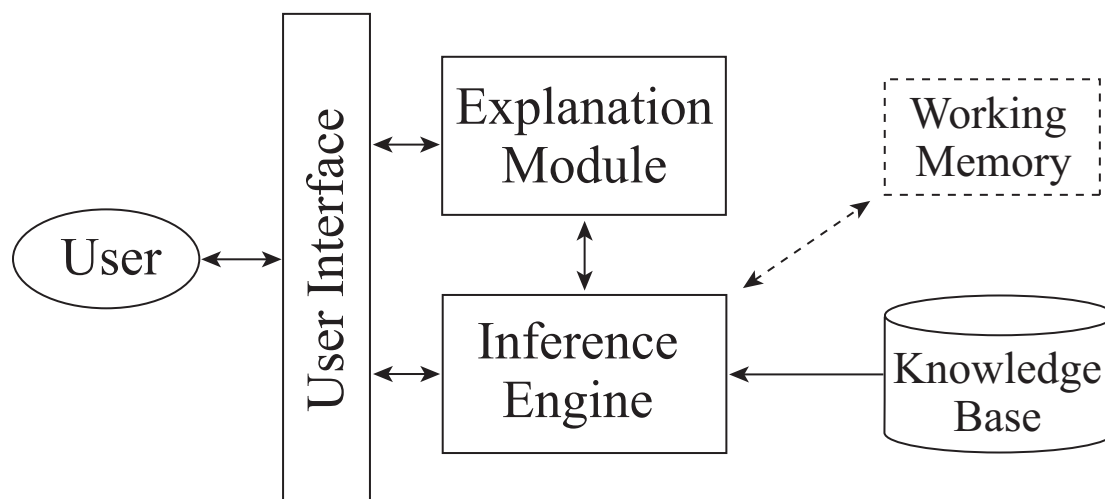 User
User Interface
Explanation
Module
Inference
Engine
Working
Memory
Knowledge
Base